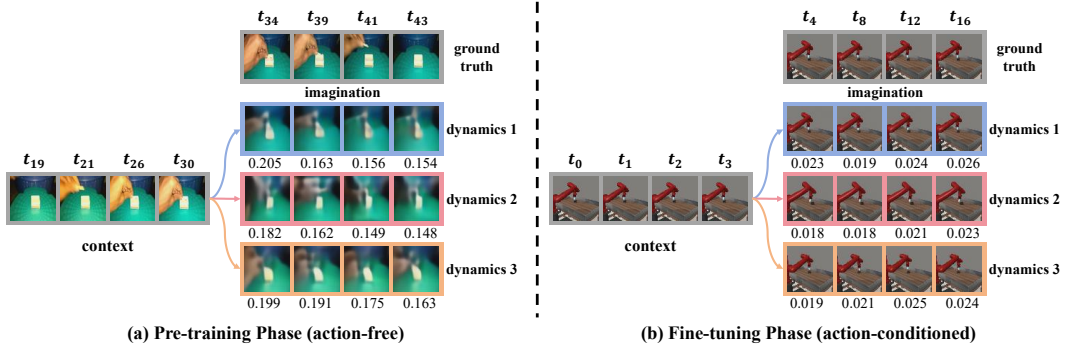 t34 t39 t41 t43
ground truth
imagination
dynamics 1
0.205 0.163 0.156 0.154
t19 t21 t26 t30
dynamics 2
0.182 0.162 0.149 0.148
context
dynamics 3
0.199 0.191 0.175 0.163
(a) Pre-training Phase (action-free)
t4 t8 t12 t16
ground truth
imagination
dynamics 1
0.023 0.019 0.024 0.026
t0 t1 t2 t3
dynamics 2
0.018 0.018 0.021 0.023
context
dynamics 3
0.019 0.021 0.025 0.024
(b) Fine-tuning Phase (action-conditioned)